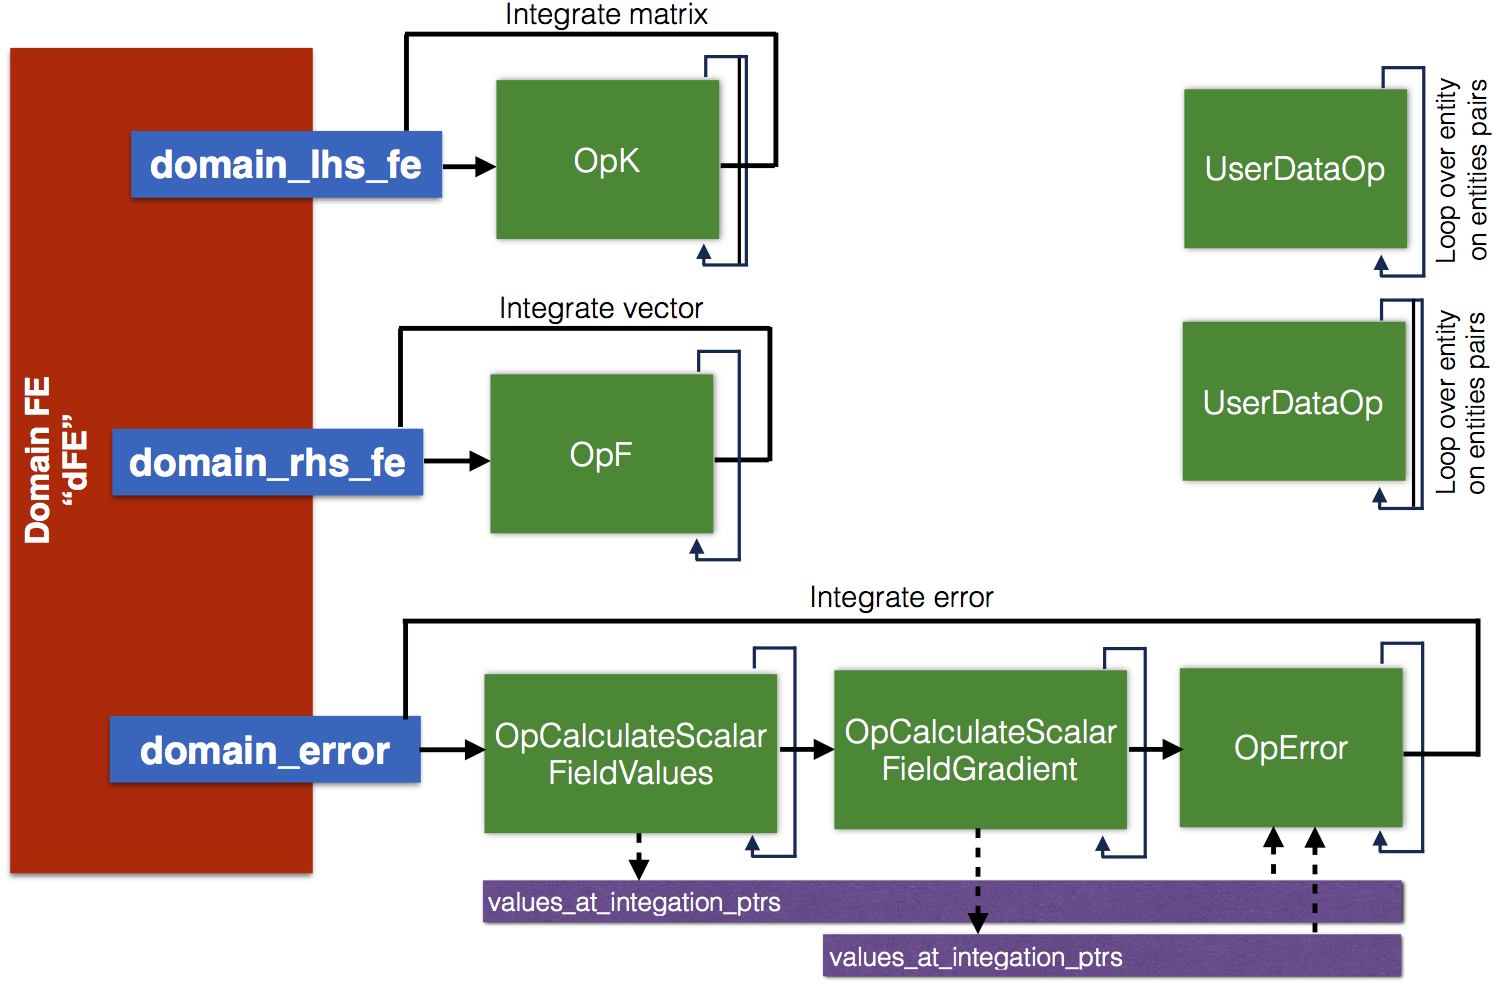 Integrate matrix
domain_lhs_fe
OpK
UserDataOp
Loop over entity
on entities pairs
Integrate vector
Domain FE
“dFE”
domain_rhs_fe
OpF
UserDataOp
Loop over entity
on entities pairs
Integrate error
domain_error
OpCalculateScalar
FieldValues
OpCalculateScalar
FieldGradient
OpError
values_at_integation_ptrs
values_at_integation_ptrs